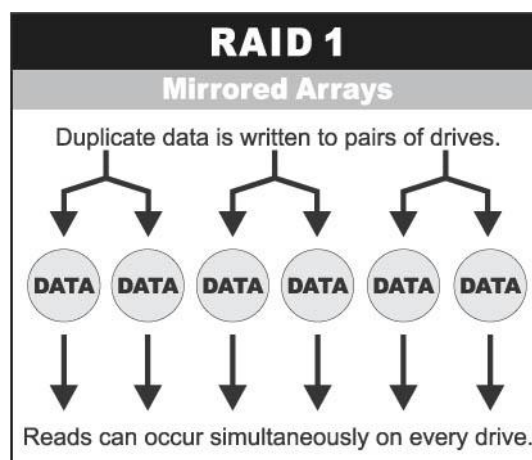 RAID 1
Mirrored Arrays
Duplicate data is written to pairs of drives.
DATA DATA DATA DATA DATA DATA
Reads can occur simultaneously on every drive.